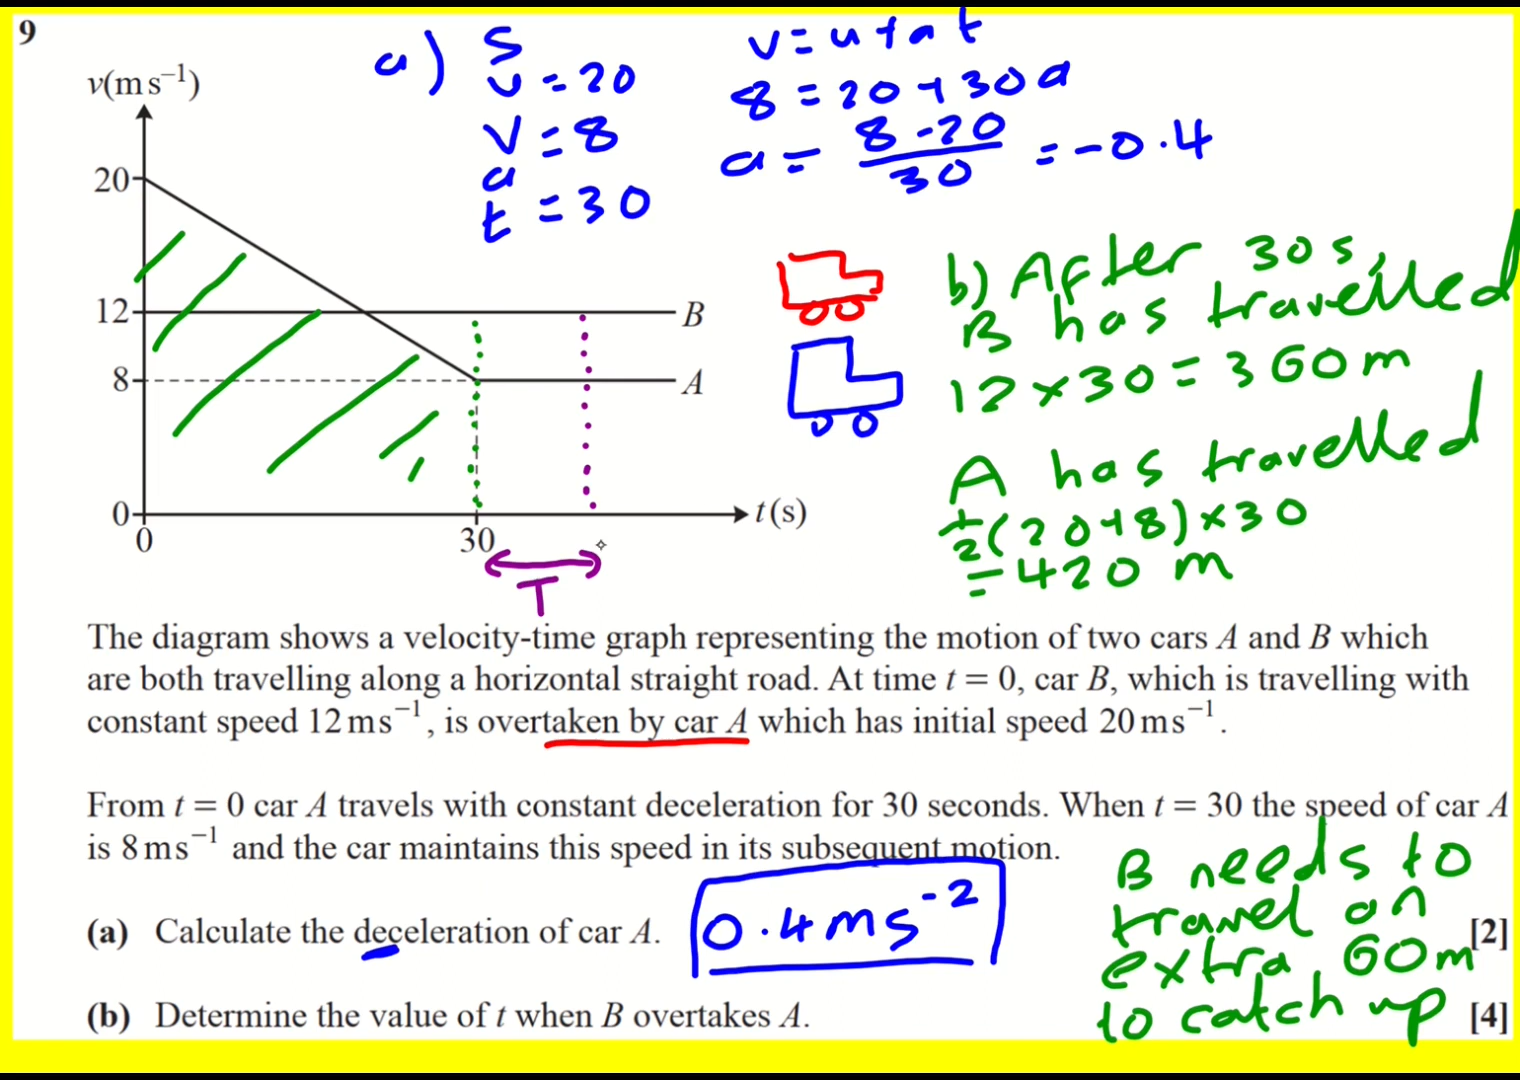 9
a) S
u = 20
v = 8
a
t = 30
v = u + at
8 = 20 + 30a
a = 8 - 20 / 30 = -0.4
v(m s⁻¹)
20
12
8
0
0
30
t(s)
B
A
T
b) After 30s,
B has travelled
12 × 30 = 360m
A has travelled
½(20+8) × 30
= 420 m
The diagram shows a velocity-time graph representing the motion of two cars A and B which
are both travelling along a horizontal straight road. At time t = 0, car B, which is travelling with
constant speed 12 m s⁻¹, is overtaken by car A which has initial speed 20 m s⁻¹.
From t = 0 car A travels with constant deceleration for 30 seconds. When t = 30 the speed of car A
is 8 m s⁻¹ and the car maintains this speed in its subsequent motion.
(a) Calculate the deceleration of car A. [2]
0.4ms⁻²
(b) Determine the value of t when B overtakes A. [4]
B needs to
travel an
extra 60m
to catch up